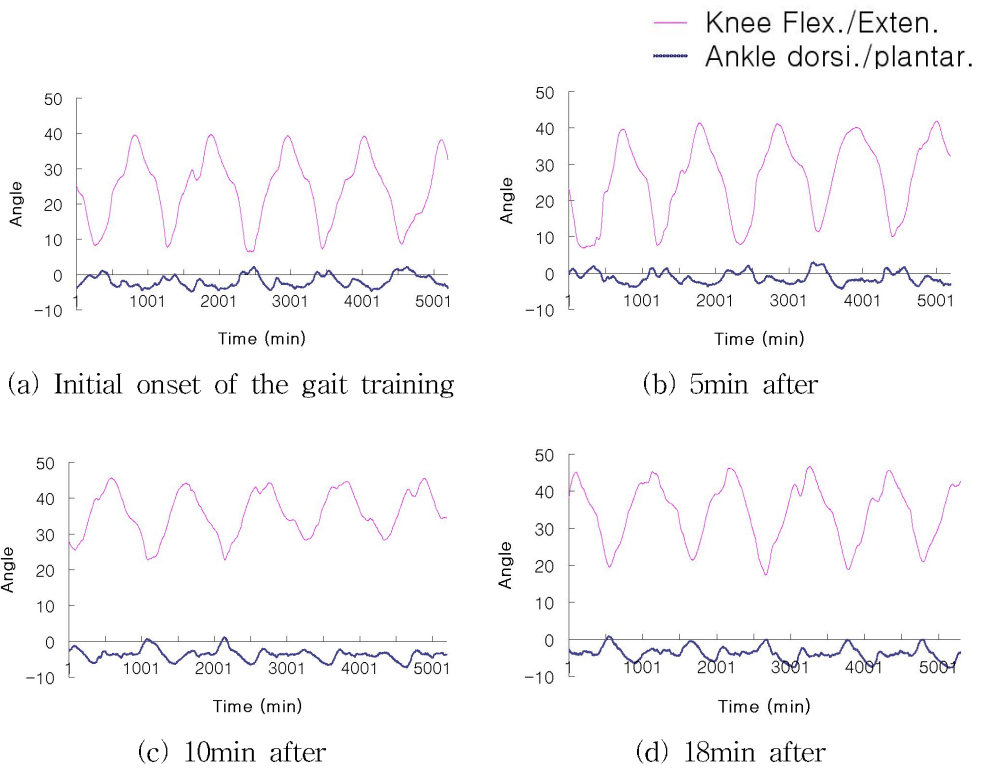 Knee Flex./Exten.
Ankle dorsi./plantar.
50
40
30
20
10
0
-10
Angle
1 1001 2001 3001 4001 5001
Time (min)
(a) Initial onset of the gait training
50
40
30
20
10
0
-10
Angle
1 1001 2001 3001 4001 5001
Time (min)
(b) 5min after
50
40
30
20
10
0
-10
Angle
1 1001 2001 3001 4001 5001
Time (min)
(c) 10min after
50
40
30
20
10
0
-10
Angle
1 1001 2001 3001 4001 5001
Time (min)
(d) 18min after